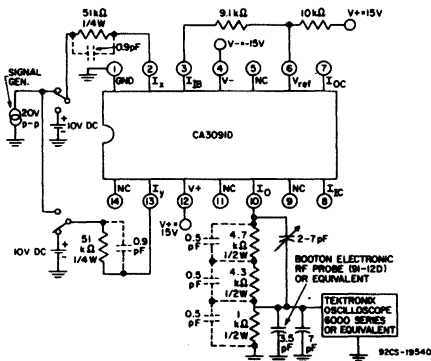 51kΩ
1/4W
0.9pF
9.1kΩ
10kΩ
V+=15V
V-=-15V
1
GND
2
Ix
3
IIB
4
V-
5
NC
6
Vref
7
IOC
SIGNAL
GEN.
20V
p-p
10V DC
CA3091D
14
NC
13
Iy
12
V+
11
NC
10
IO
9
NC
8
IIC
V+=
15V
10V DC
51
kΩ
1/4W
0.9
pF
0.5
pF
4.7
kΩ
1/2W
2-7pF
0.5
pF
4.3
kΩ
1/2W
0.5
pF
1
kΩ
1/2W
BOOTON ELECTRONIC
RF PROBE (91-12D)
OR EQUIVALENT
3.5
pF
7
pF
TEKTRONIX
OSCILLOSCOPE
6000 SERIES
OR EQUIVALENT
92CS-19540